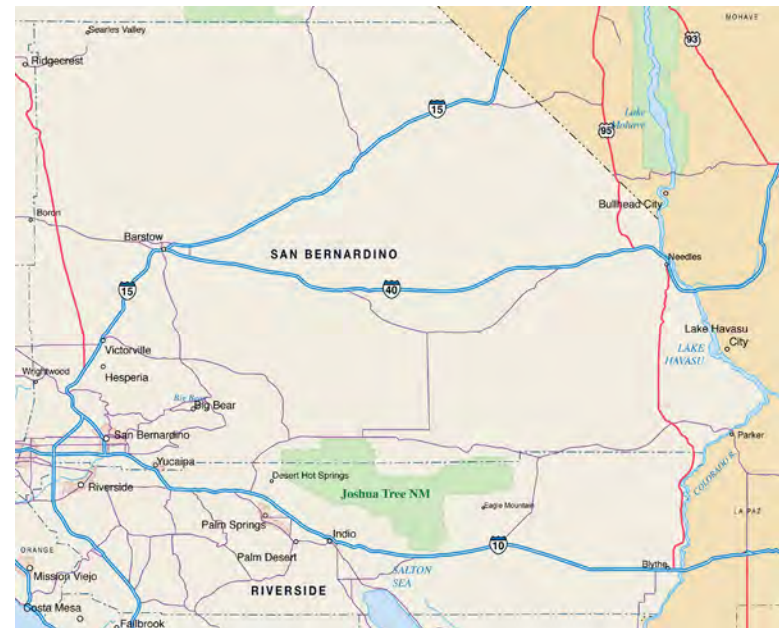 MOHAVE
Searles Valley
93
Ridgecrest
15
Lake
Mohave
95
Bullhead City
Boron
Barstow
SAN BERNARDINO
Needles
15
40
Lake Havasu
City
LAKE
HAVASU
Victorville
Wrightwood
Hesperia
Big Bear
Big Bear
San Bernardino
Parker
Yucaipa
Desert Hot Springs
COLORADO R.
Riverside
Joshua Tree NM
Eagle Mountain
LA PAZ
Palm Springs
Indio
10
ORANGE
Palm Desert
Blythe
Mission Viejo
SALTON
SEA
RIVERSIDE
Costa Mesa
Fallbrook